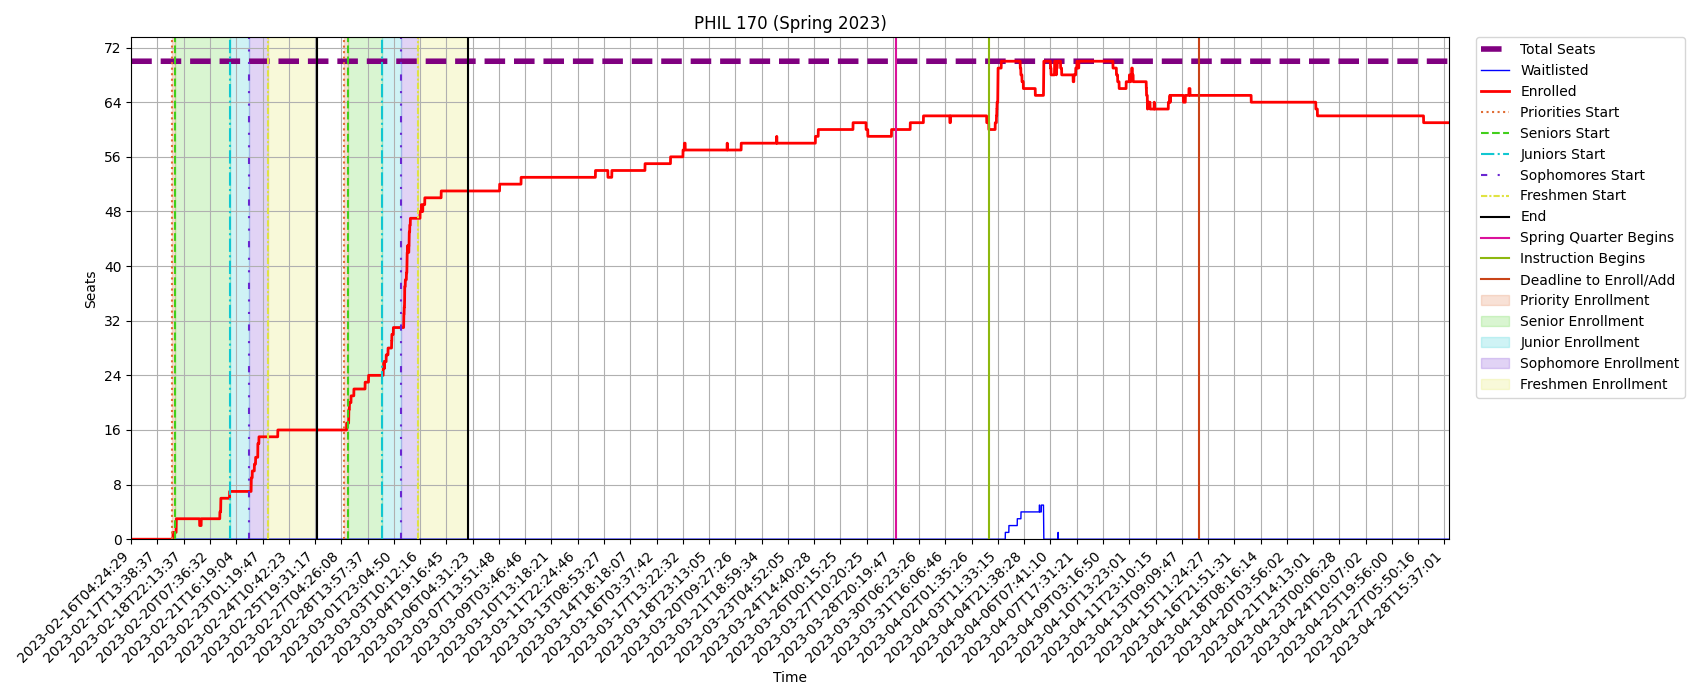 PHIL 170 (Spring 2023)
72
64
56
48
40
32
24
16
8
0
Seats
2023-02-16T04:24:29
2023-02-17T13:38:37
2023-02-18T22:13:37
2023-02-20T07:36:32
2023-02-21T16:19:04
2023-02-23T01:19:47
2023-02-24T10:42:23
2023-02-25T19:31:17
2023-02-27T04:26:08
2023-02-28T13:57:37
2023-03-01T23:04:50
2023-03-03T10:12:16
2023-03-04T19:16:45
2023-03-06T04:31:23
2023-03-07T13:51:48
2023-03-09T03:46:46
2023-03-10T13:18:21
2023-03-11T22:24:46
2023-03-13T08:53:27
2023-03-14T18:18:07
2023-03-16T03:37:42
2023-03-17T13:22:32
2023-03-18T23:13:05
2023-03-20T09:27:26
2023-03-21T18:59:34
2023-03-23T04:52:05
2023-03-24T14:40:28
2023-03-26T00:15:25
2023-03-27T10:20:25
2023-03-28T20:19:47
2023-03-30T06:23:26
2023-03-31T16:06:46
2023-04-02T01:35:26
2023-04-03T11:33:15
2023-04-04T21:38:28
2023-04-06T07:41:10
2023-04-07T17:31:21
2023-04-09T03:16:50
2023-04-10T13:23:01
2023-04-11T23:10:15
2023-04-13T09:09:47
2023-04-15T11:24:27
2023-04-16T21:51:31
2023-04-18T08:16:14
2023-04-20T03:56:02
2023-04-21T14:13:01
2023-04-23T00:06:28
2023-04-24T10:07:02
2023-04-25T19:56:00
2023-04-27T05:50:16
2023-04-28T15:37:01
Time
Total Seats
Waitlisted
Enrolled
Priorities Start
Seniors Start
Juniors Start
Sophomores Start
Freshmen Start
End
Spring Quarter Begins
Instruction Begins
Deadline to Enroll/Add
Priority Enrollment
Senior Enrollment
Junior Enrollment
Sophomore Enrollment
Freshmen Enrollment